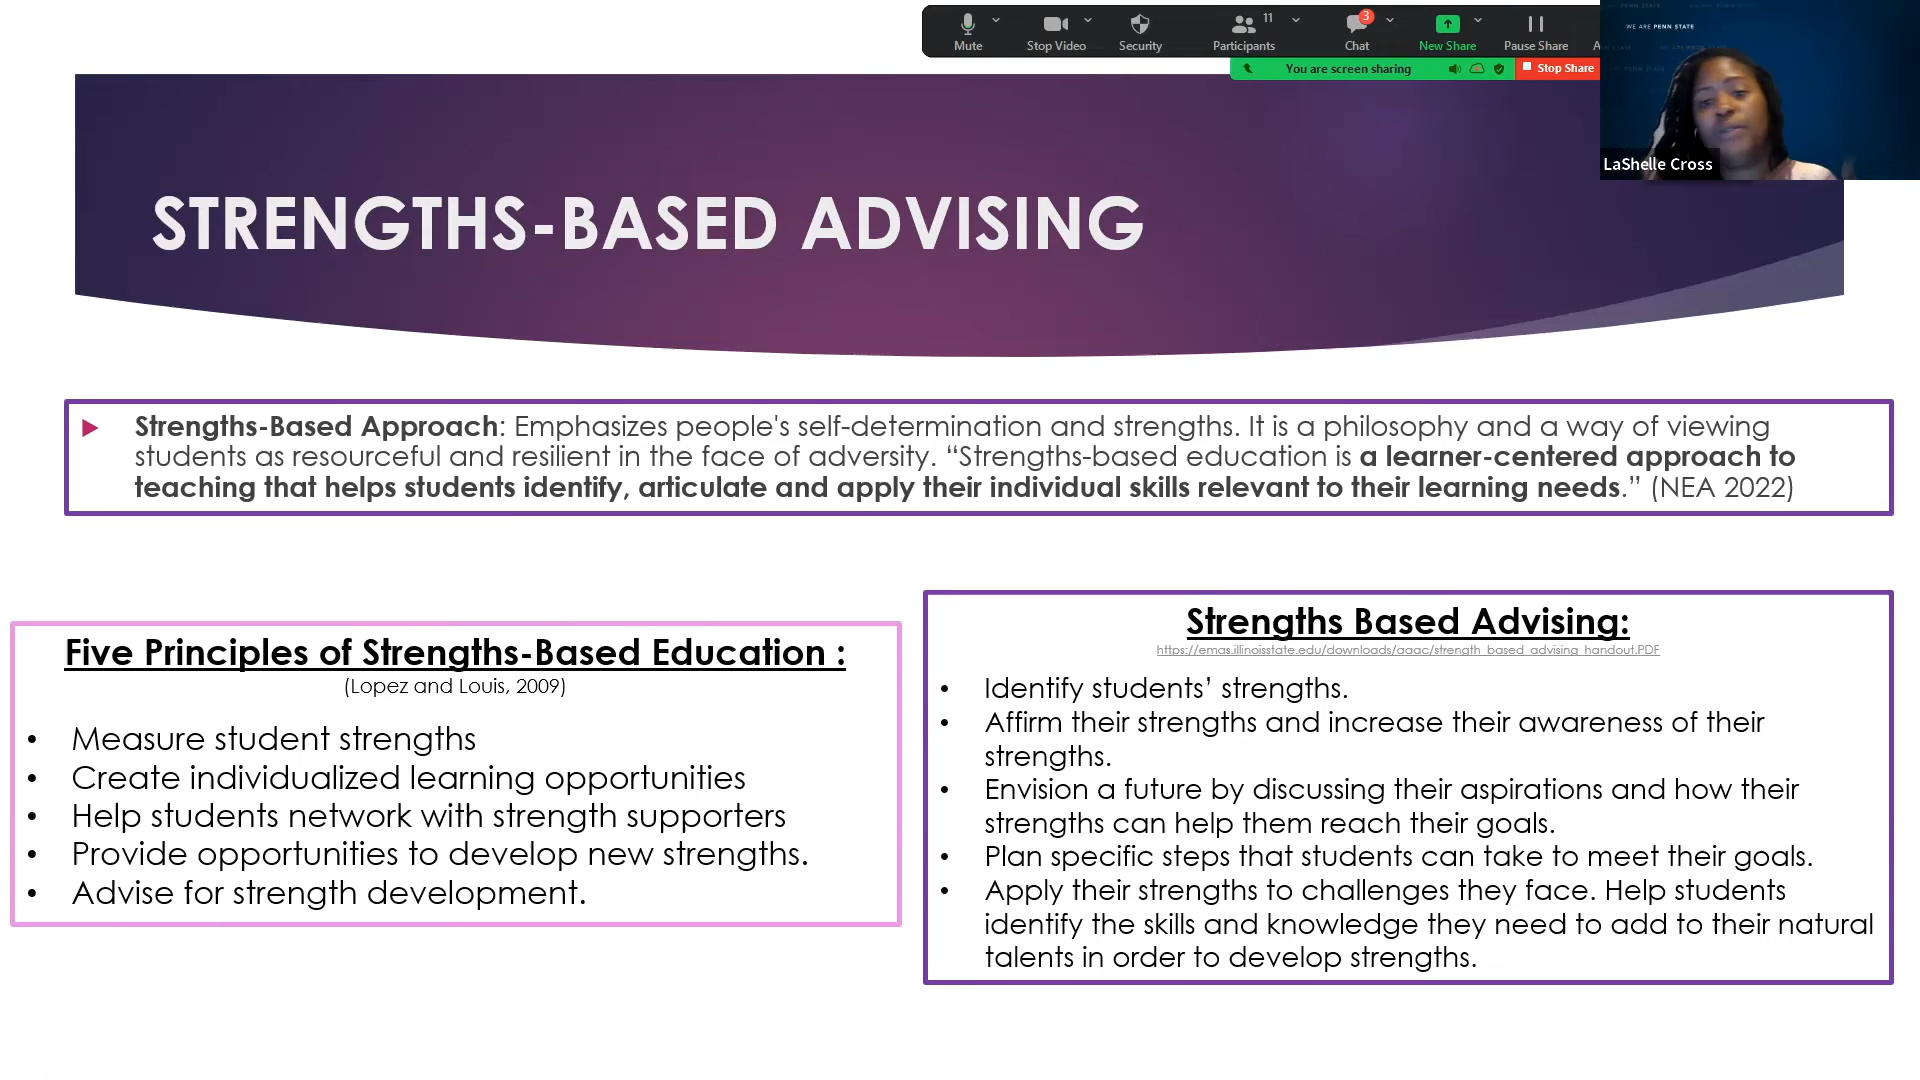 Mute
Stop Video
Security
11
Participants
3
Chat
New Share
Pause Share
You are screen sharing
Stop Share
WE ARE PENN STATE
LaShelle Cross
STRENGTHS-BASED ADVISING
Strengths-Based Approach: Emphasizes people's self-determination and strengths. It is a philosophy and a way of viewing
students as resourceful and resilient in the face of adversity. “Strengths-based education is a learner-centered approach to
teaching that helps students identify, articulate and apply their individual skills relevant to their learning needs.” (NEA 2022)
Five Principles of Strengths-Based Education :
(Lopez and Louis, 2009)
• Measure student strengths
• Create individualized learning opportunities
• Help students network with strength supporters
• Provide opportunities to develop new strengths.
• Advise for strength development.
Strengths Based Advising:
https://emas.illinoisstate.edu/downloads/aaac/strength_based_advising_handout.PDF
• Identify students’ strengths.
• Affirm their strengths and increase their awareness of their
strengths.
• Envision a future by discussing their aspirations and how their
strengths can help them reach their goals.
• Plan specific steps that students can take to meet their goals.
• Apply their strengths to challenges they face. Help students
identify the skills and knowledge they need to add to their natural
talents in order to develop strengths.